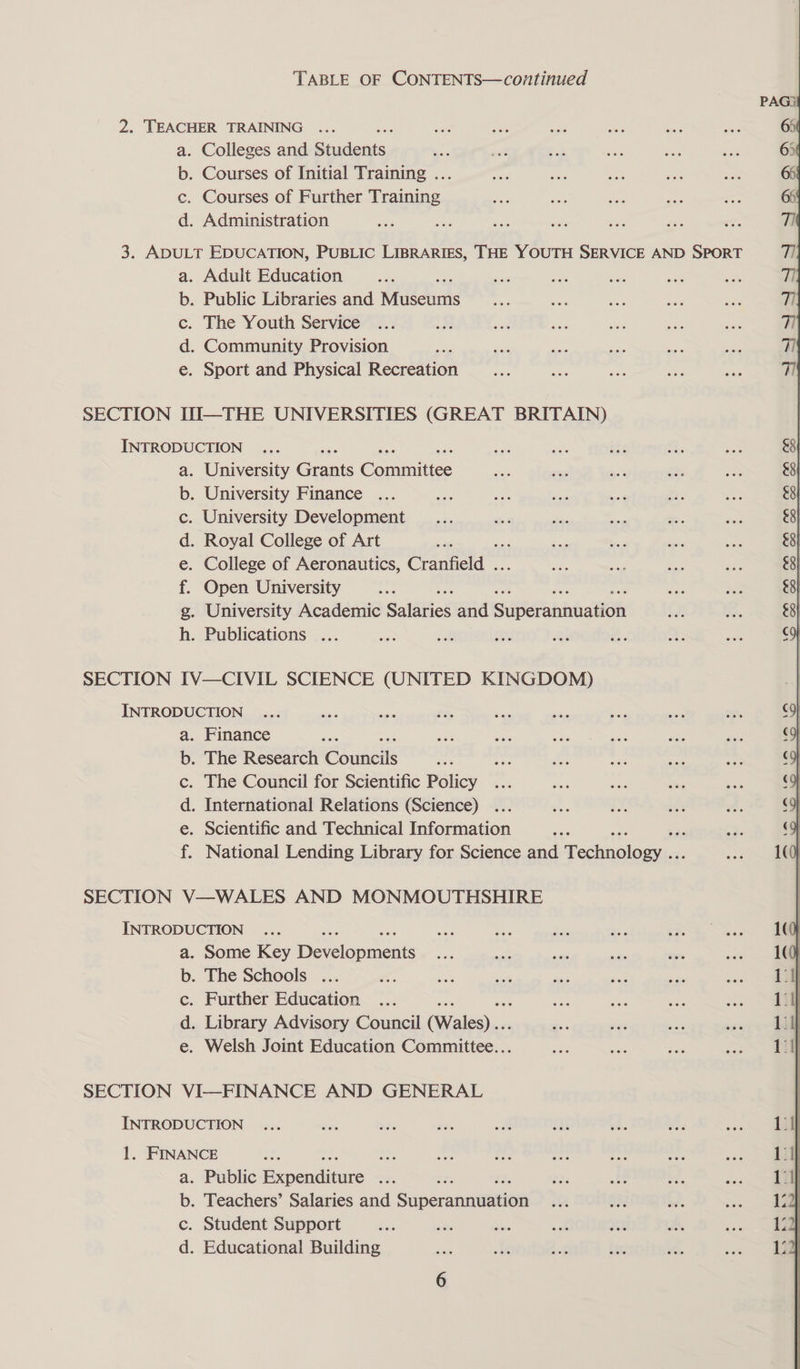 TABLE OF CONTENTS—continued
2. TEACHER TRAINING ...
a. Colleges and Students
b. Courses of Initial Training ...
c. Courses of Further Training
d. Administration
3. ADULT EDUCATION, PUBLIC LIBRARIES, THE YOUTH SERVICE AND SPORT
a. Adult Education
b. Public Libraries and Museums
c. The Youth Service ...
d. Community Provision
e. Sport and Physical Recreation
SECTION III—THE UNIVERSITIES (GREAT BRITAIN)
INTRODUCTION ...
a. University Grants Committee
b. University Finance ...
c. University Development
d. Royal College of Art
e. College of Aeronautics, Cranfield ...
f. Open University
g. University Academic Salaries and Superannuation
h. Publications ...
SECTION IV—CIVIL SCIENCE (UNITED KINGDOM)
INTRODUCTION ...
a. Finance
b. The Research Councils
c. The Council for Scientific Policy ...
d. International Relations (Science) ...
e. Scientific and Technical Information
f. National Lending Library for Science and Technology ...
SECTION V—WALES AND MONMOUTHSHIRE
INTRODUCTION ...
a. Some Key Developments ...
b. The Schools ...
c. Further Education ...
d. Library Advisory Council (Wales) ...
e. Welsh Joint Education Committee...
SECTION VI—FINANCE AND GENERAL
INTRODUCTION ...
1. FINANCE
a. Public Expenditure ...
b. Teachers' Salaries and Superannuation ...
c. Student Support ...
d. Educational Building
6